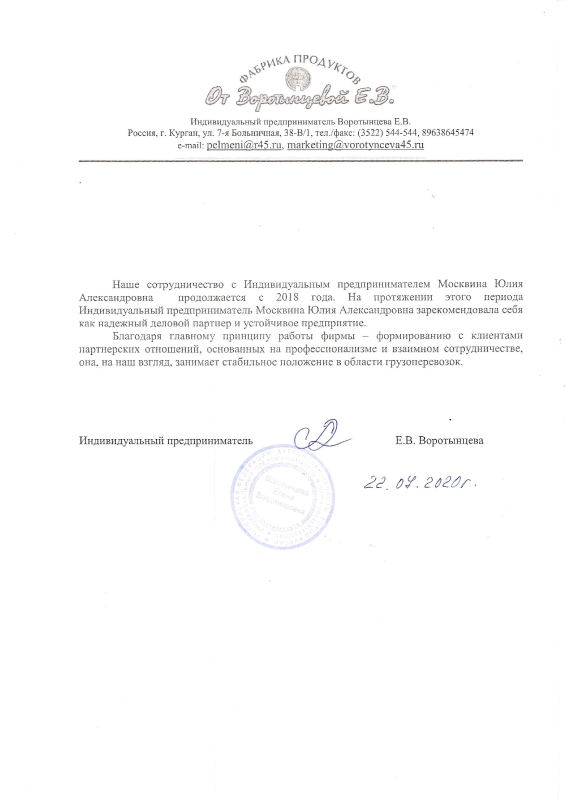 ФАБРИКА ПРОДУКТОВ
От Воротынцевой Е.В.
Индивидуальный предприниматель Воротынцева Е.В.
Россия, г. Курган, ул. 7-я Больничная, 38-В/1, тел./факс: (3522) 544-544, 89638645474
e-mail: pelmeni@r45.ru, marketing@vorotynceva45.ru
Наше сотрудничество с Индивидуальным предпринимателем Москвина Юлия
Александровна продолжается с 2018 года. На протяжении этого периода
Индивидуальный предприниматель Москвина Юлия Александровна зарекомендовала себя
как надежный деловой партнер и устойчивое предприятие.
Благодаря главному принципу работы фирмы – формированию с клиентами
партнерских отношений, основанных на профессионализме и взаимном сотрудничестве,
она, на наш взгляд, занимает стабильное положение в области грузоперевозок.
Индивидуальный предприниматель Е.В. Воротынцева
Воротынцева
Елена
Владимировна
22.07.2020г.